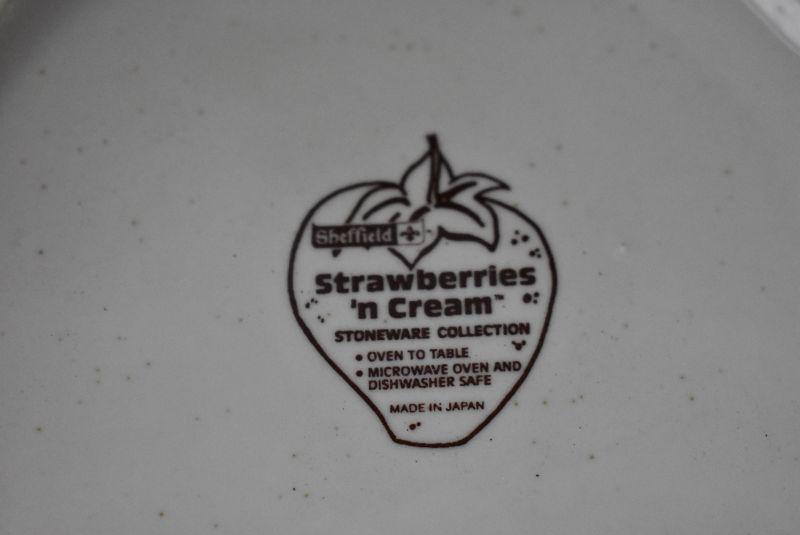 Sheffield
Strawberries
'n Cream™
STONEWARE COLLECTION
• OVEN TO TABLE
• MICROWAVE OVEN AND
DISHWASHER SAFE
MADE IN JAPAN